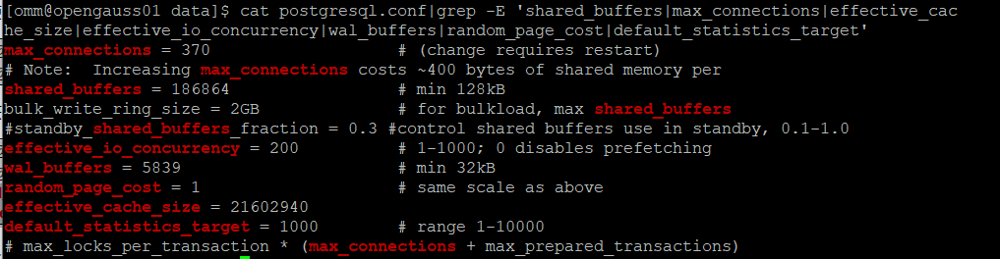 [omm@opengauss01 data]$ cat postgresql.conf|grep -E 'shared_buffers|max_connections|effective_cac
he_size|effective_io_concurrency|wal_buffers|random_page_cost|default_statistics_target'
max_connections = 370                   # (change requires restart)
# Note:  Increasing max_connections costs ~400 bytes of shared memory per
shared_buffers = 186864                 # min 128kB
bulk_write_ring_size = 2GB              # for bulkload, max shared_buffers
#standby_shared_buffers_fraction = 0.3 #control shared buffers use in standby, 0.1-1.0
effective_io_concurrency = 200          # 1-1000; 0 disables prefetching
wal_buffers = 5839                      # min 32kB
random_page_cost = 1                    # same scale as above
effective_cache_size = 21602940
default_statistics_target = 1000        # range 1-10000
# max_locks_per_transaction * (max_connections + max_prepared_transactions)